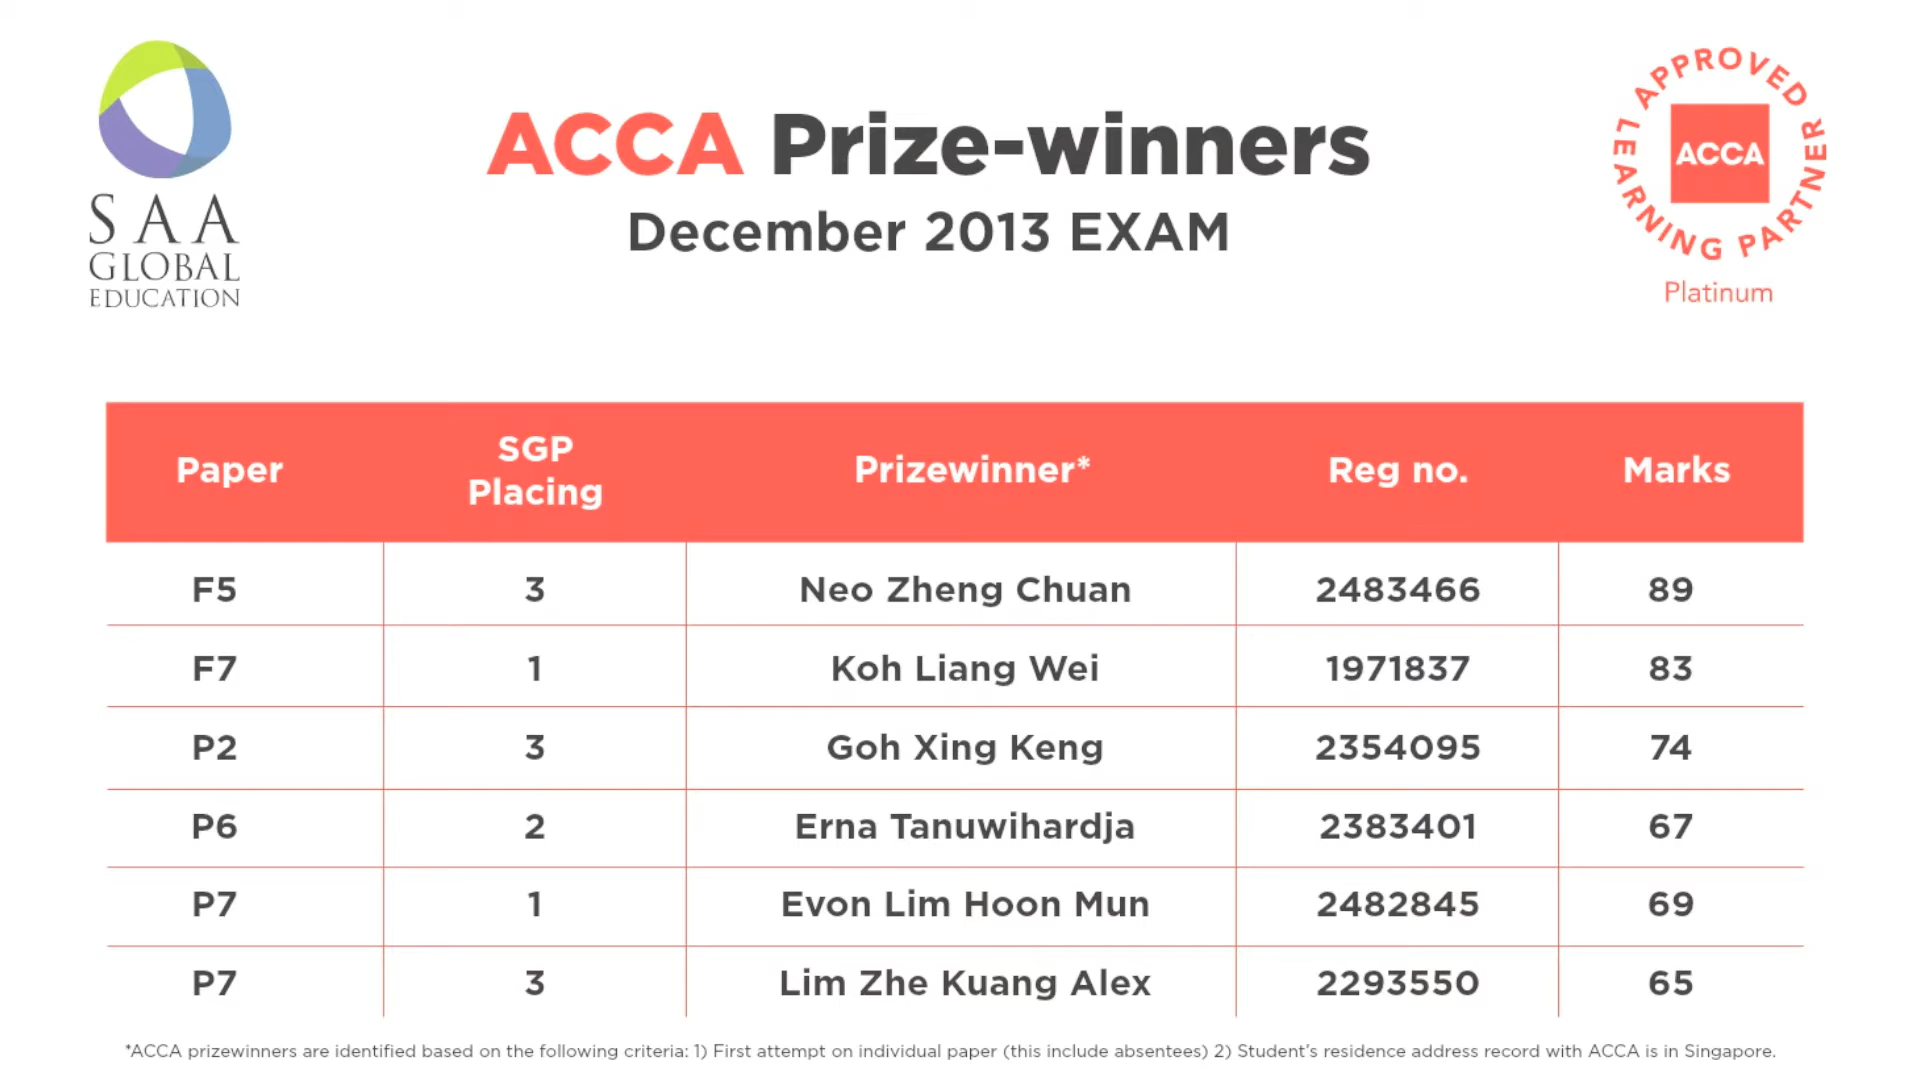 SAA
GLOBAL
EDUCATION
ACCA Prize-winners
December 2013 EXAM
APPROVED LEARNING PARTNER
ACCA
Platinum
Paper SGP Placing Prizewinner* Reg no. Marks
F5 3 Neo Zheng Chuan 2483466 89
F7 1 Koh Liang Wei 1971837 83
P2 3 Goh Xing Keng 2354095 74
P6 2 Erna Tanuwihardja 2383401 67
P7 1 Evon Lim Hoon Mun 2482845 69
P7 3 Lim Zhe Kuang Alex 2293550 65
*ACCA prizewinners are identified based on the following criteria: 1) First attempt on individual paper (this include absentees) 2) Student's residence address record with ACCA is in Singapore.